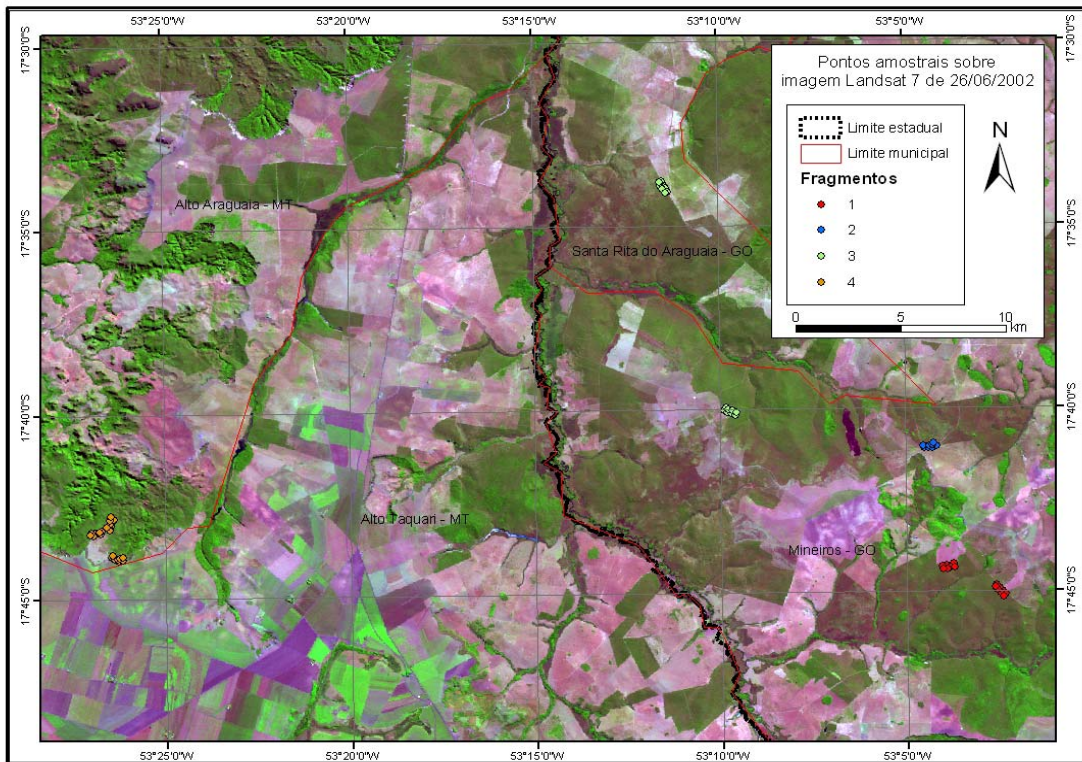 53°25'0"W 53°20'0"W 53°15'0"W 53°10'0"W 53°5'0"W
17°30'0"S 17°30'0"S
Pontos amostrais sobre
imagem Landsat 7 de 26/06/2002
Limite estadual
Limite municipal
Fragmentos
1
2
3
4
N
0 5 10
km
Alto Araguaia - MT
17°35'0"S 17°35'0"S
Santa Rita do Araguaia - GO
17°40'0"S 17°40'0"S
Alto Taquari - MT
Mineiros - GO
17°45'0"S 17°45'0"S
53°25'0"W 53°20'0"W 53°15'0"W 53°10'0"W 53°5'0"W